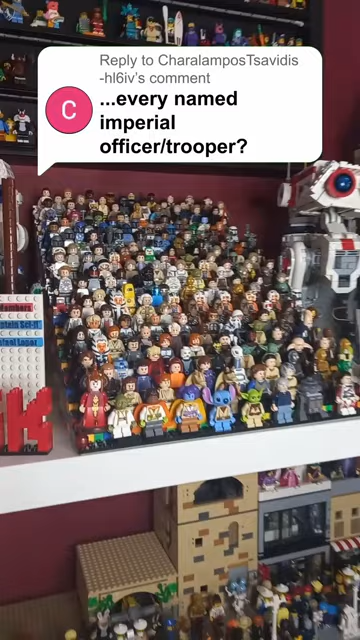 Reply to CharalamposTsavidis
-hl6iv's comment
C
...every named
imperial
officer/trooper?